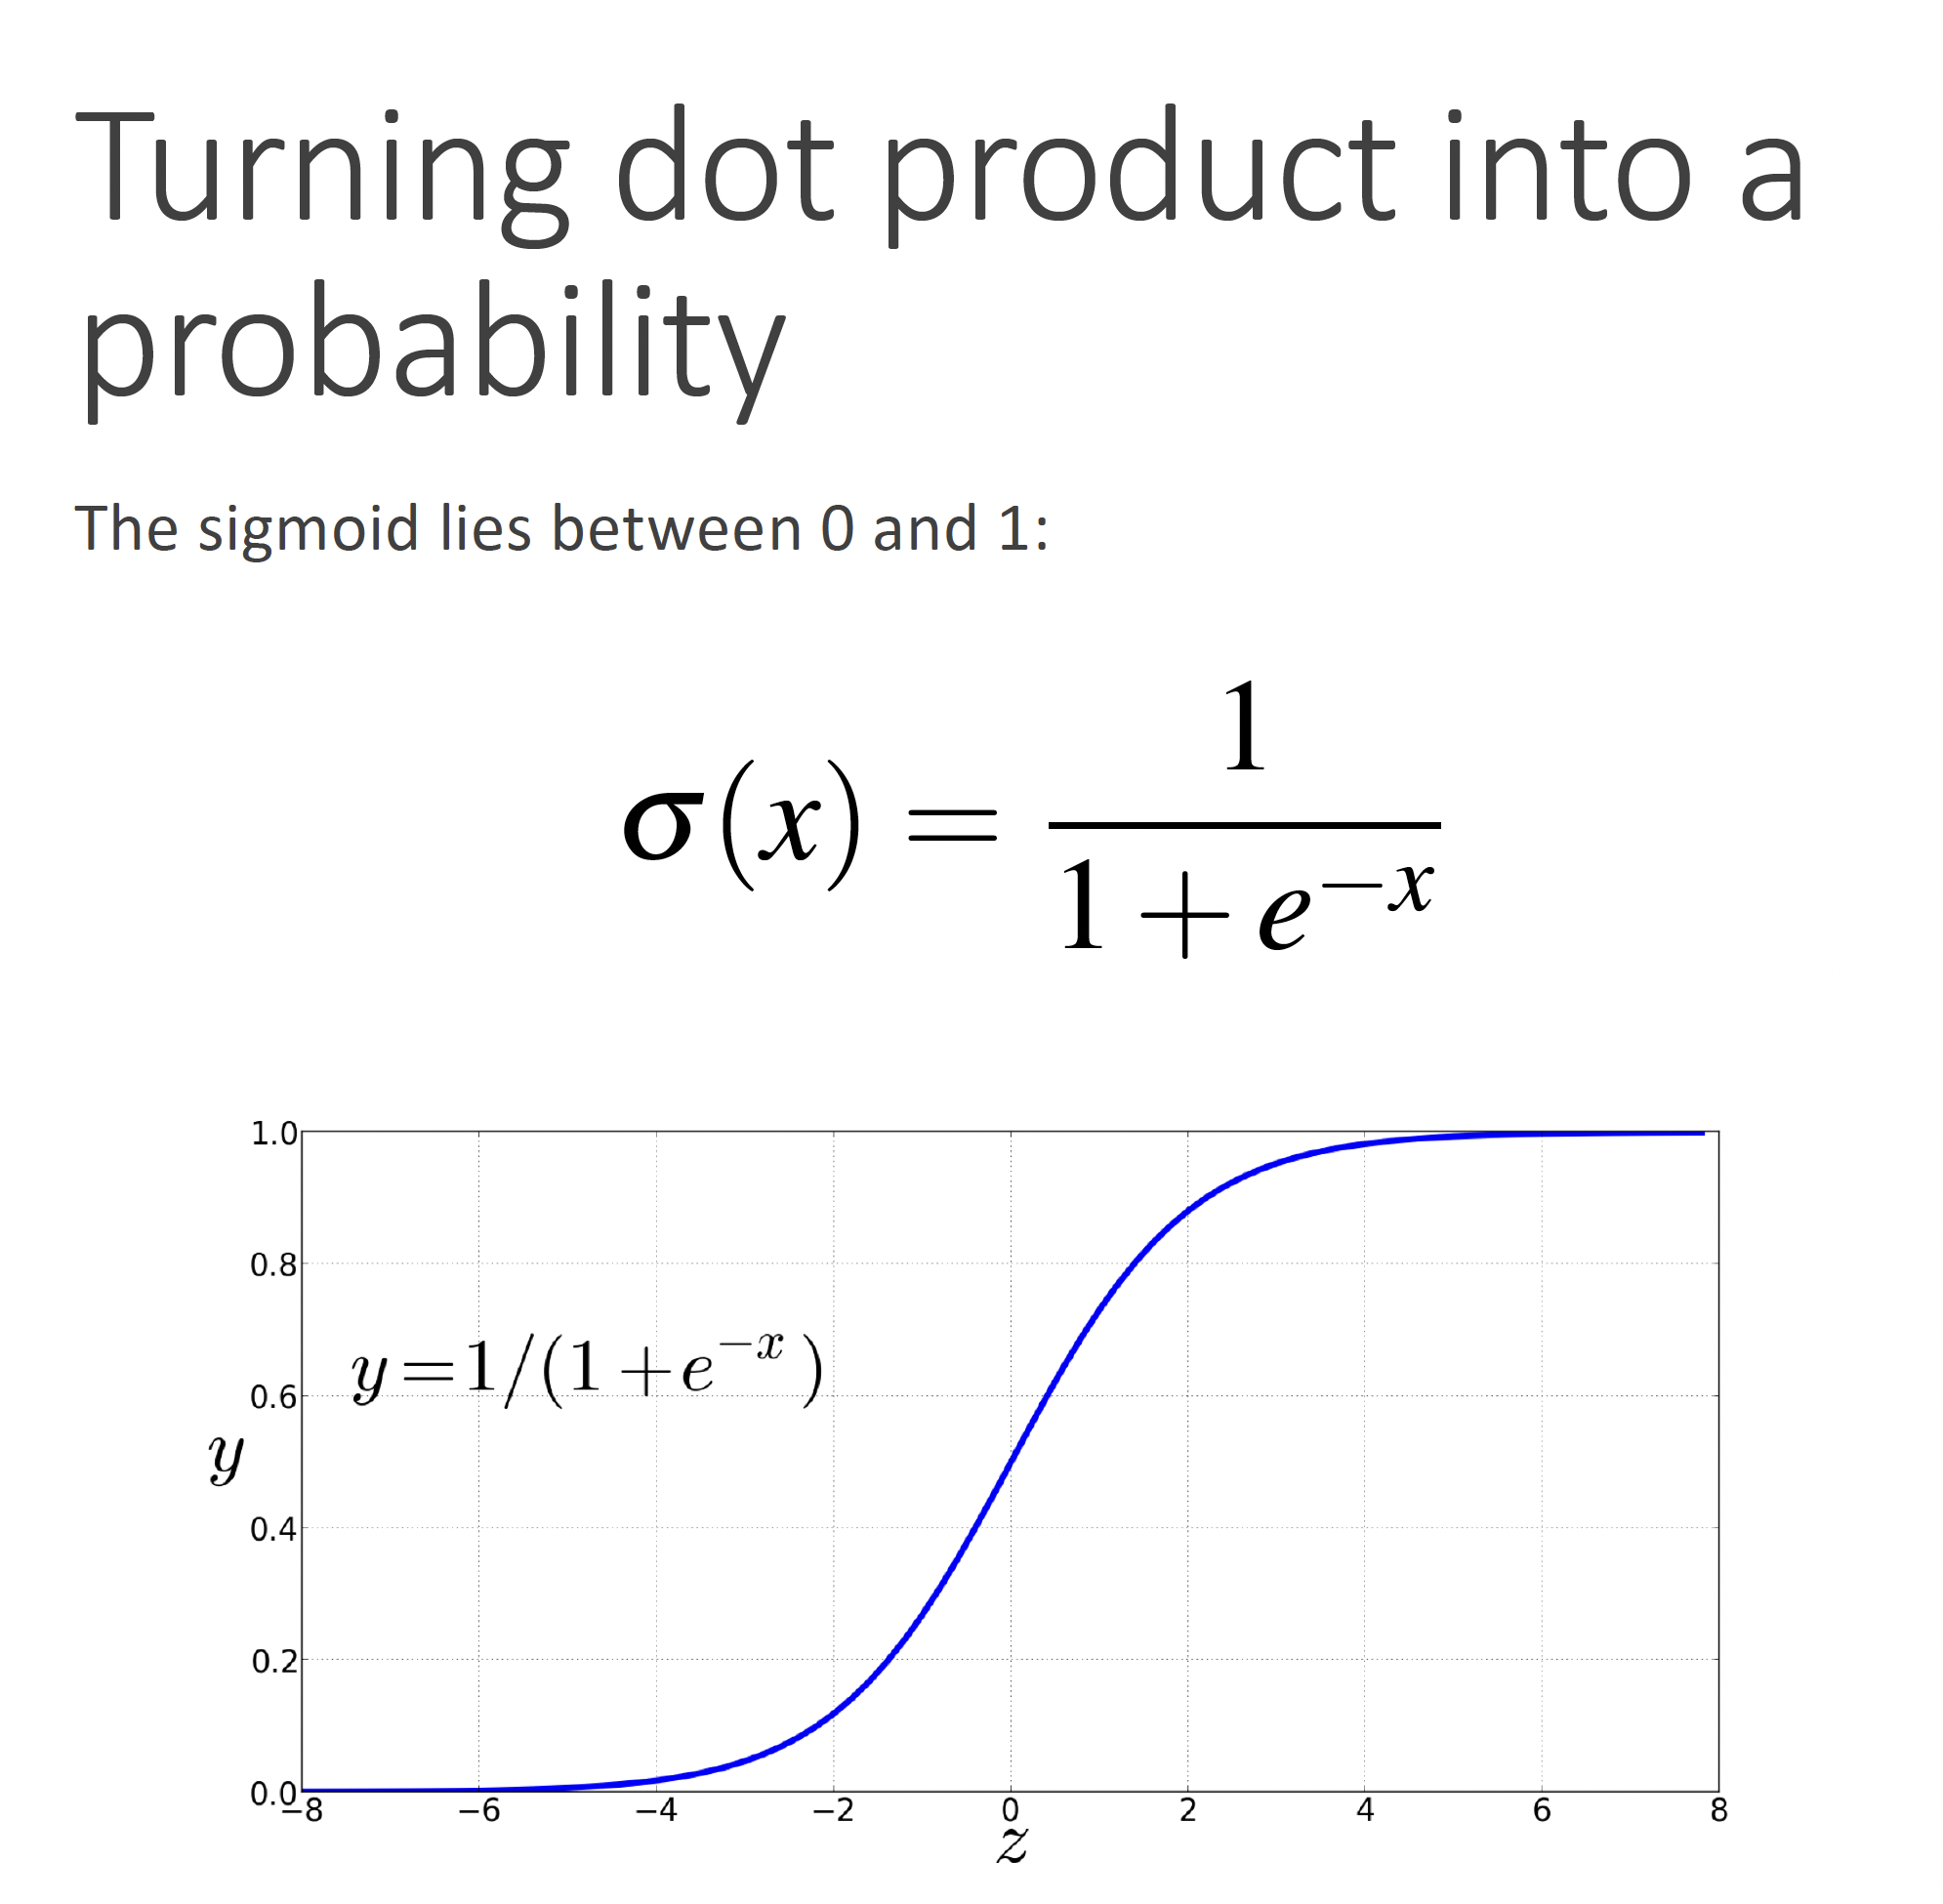 Turning dot product into a
probability
The sigmoid lies between 0 and 1:
σ(x) = 1 / (1 + e^{−x})
1.0
0.8
y=1/(1+e^{−x})
0.6
y
0.4
0.2
0.0
−8 −6 −4 −2 0 2 4 6 8
z